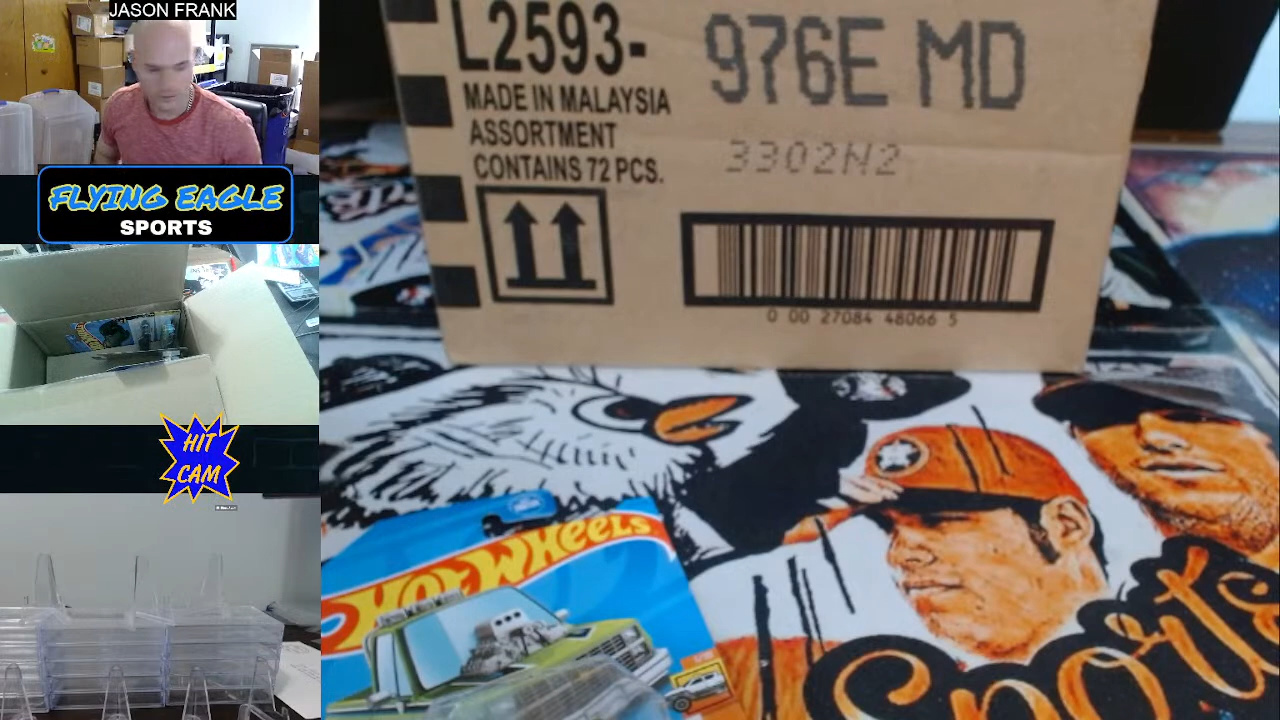 JASON FRANK
FLYING EAGLE
SPORTS
HIT
CAM
L2593-
976E MD
MADE IN MALAYSIA
ASSORTMENT
CONTAINS 72 PCS.
3302N2
0 00 27084 48066 5
HOT WHEELS
Sports